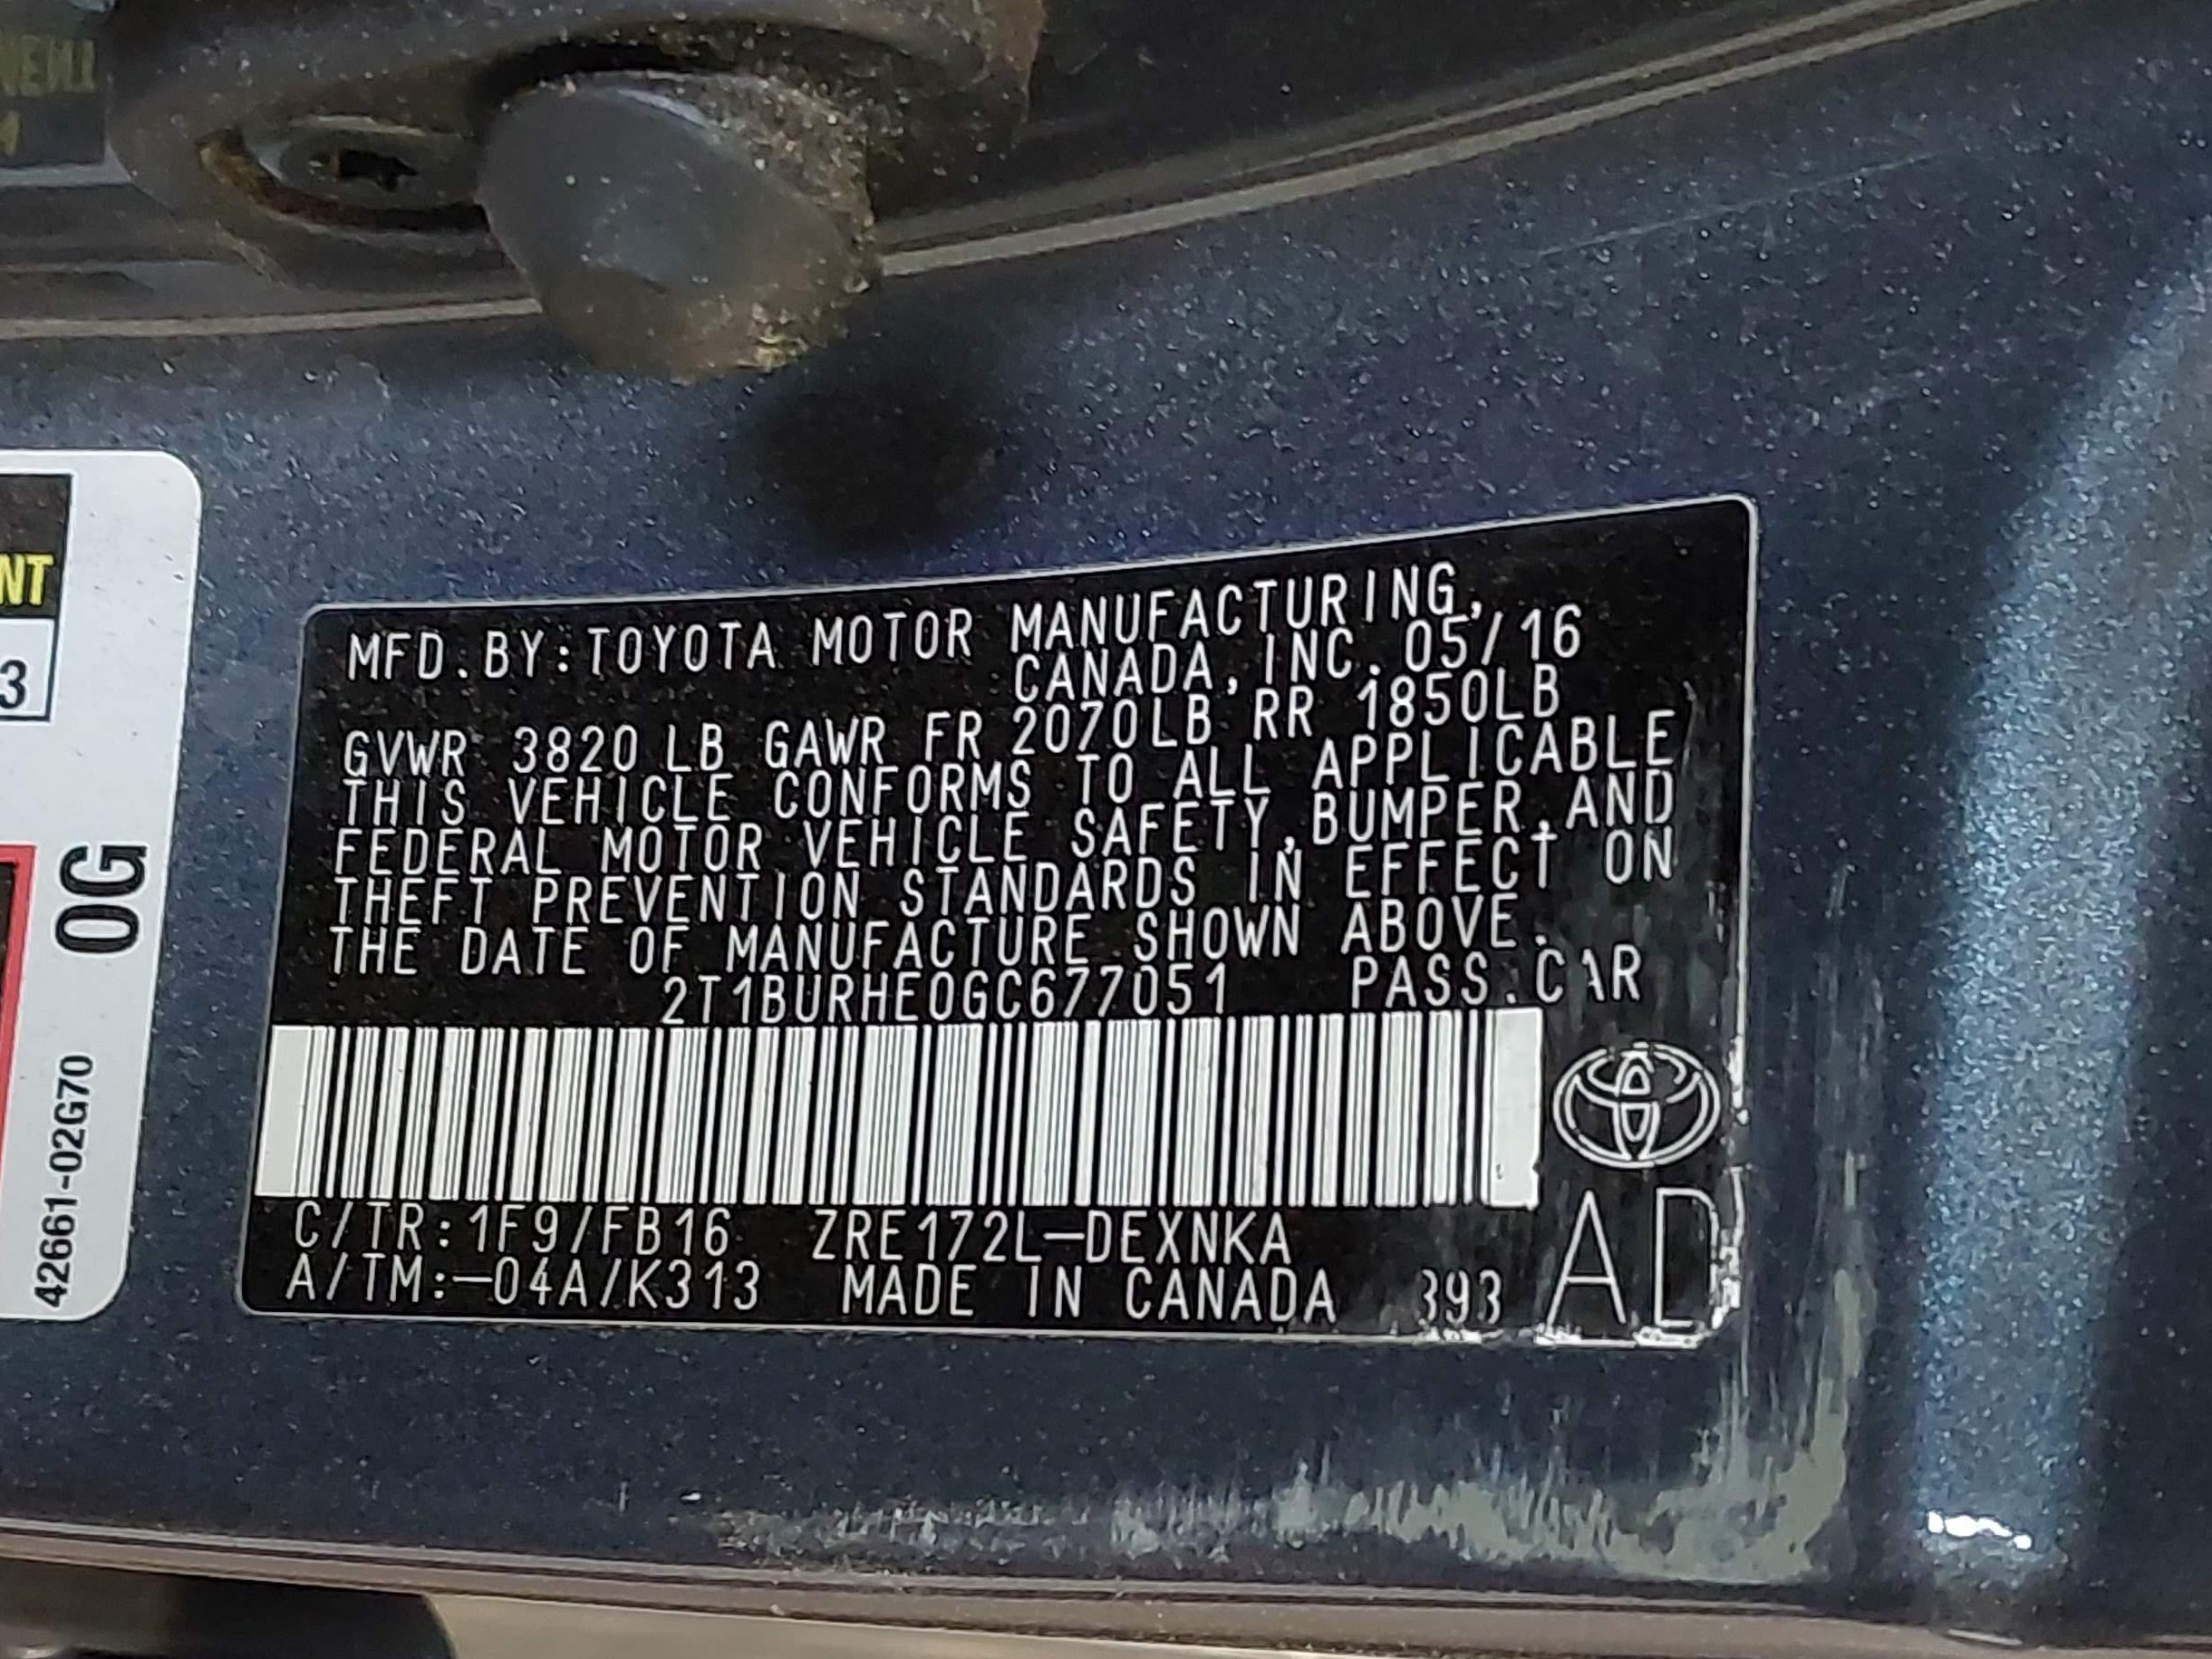 MFD.BY:TOYOTA MOTOR MANUFACTURING,
CANADA,INC. 05/16
GVWR 3820 LB GAWR FR 2070LB RR 1850LB
THIS VEHICLE CONFORMS TO ALL APPLICABLE
FEDERAL MOTOR VEHICLE SAFETY,BUMPER,AND
THEFT PREVENTION STANDARDS IN EFFECT ON
THE DATE OF MANUFACTURE SHOWN ABOVE.
2T1BURHE0GC677051 PASS.CAR
C/TR:1F9/FB16 ZRE172L-DEXNKA
A/TM:-04A/K313 MADE IN CANADA 393
AD
NT
3
0G
42661-02G70